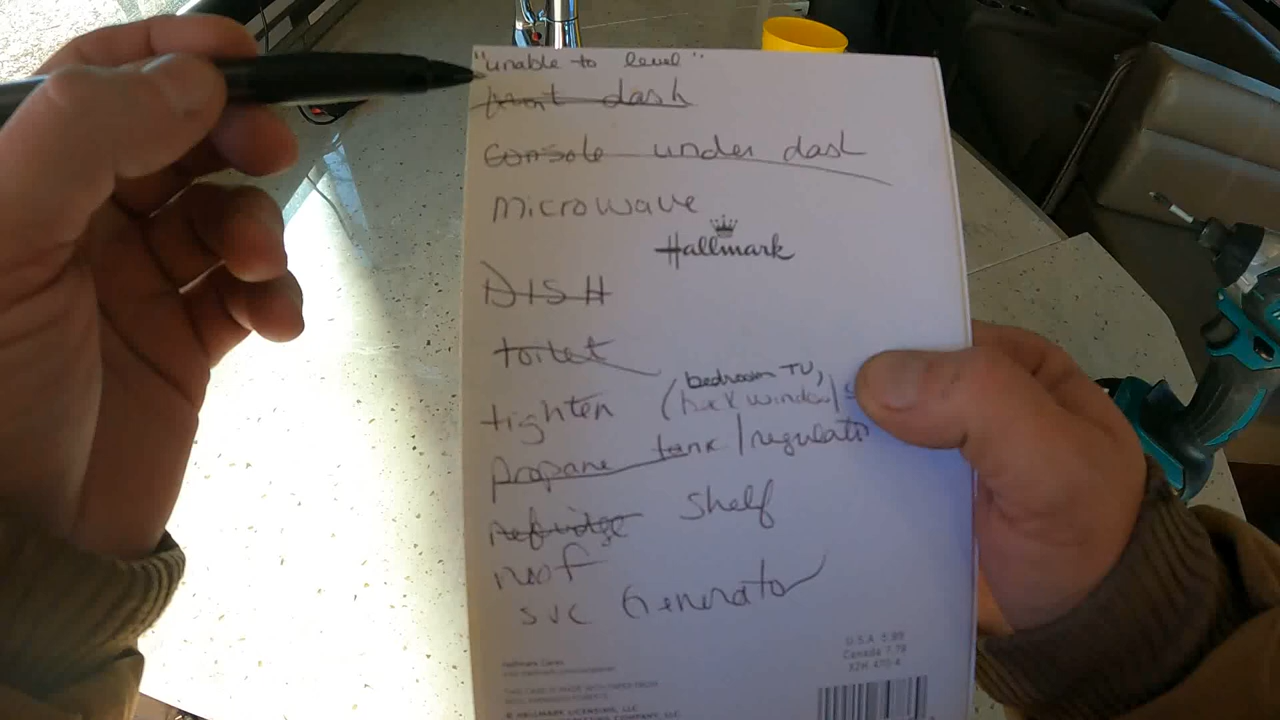 "unable to level"
front dash
Console under dash
Microwave
Hallmark
DISH
toilet
bedroom TV,
tighten (back window/
Propane tank/regulator
refridge shelf
roof
svc Generator
U.S.A. 6.99
Canada 7.79